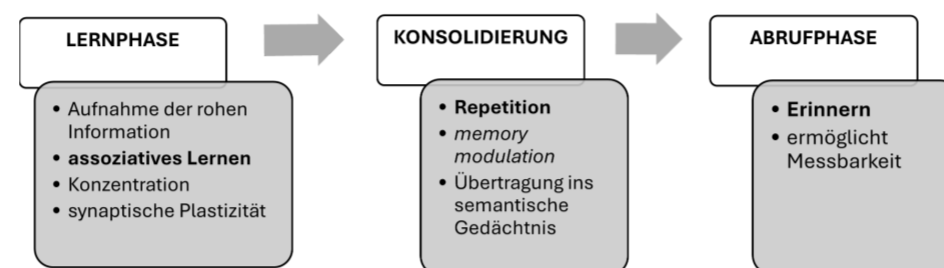 LERNPHASE
• Aufnahme der rohen
Information
• assoziatives Lernen
• Konzentration
• synaptische Plastizität
KONSOLIDIERUNG
• Repetition
• memory
modulation
• Übertragung ins
semantische
Gedächtnis
ABRUFPHASE
• Erinnern
• ermöglicht
Messbarkeit